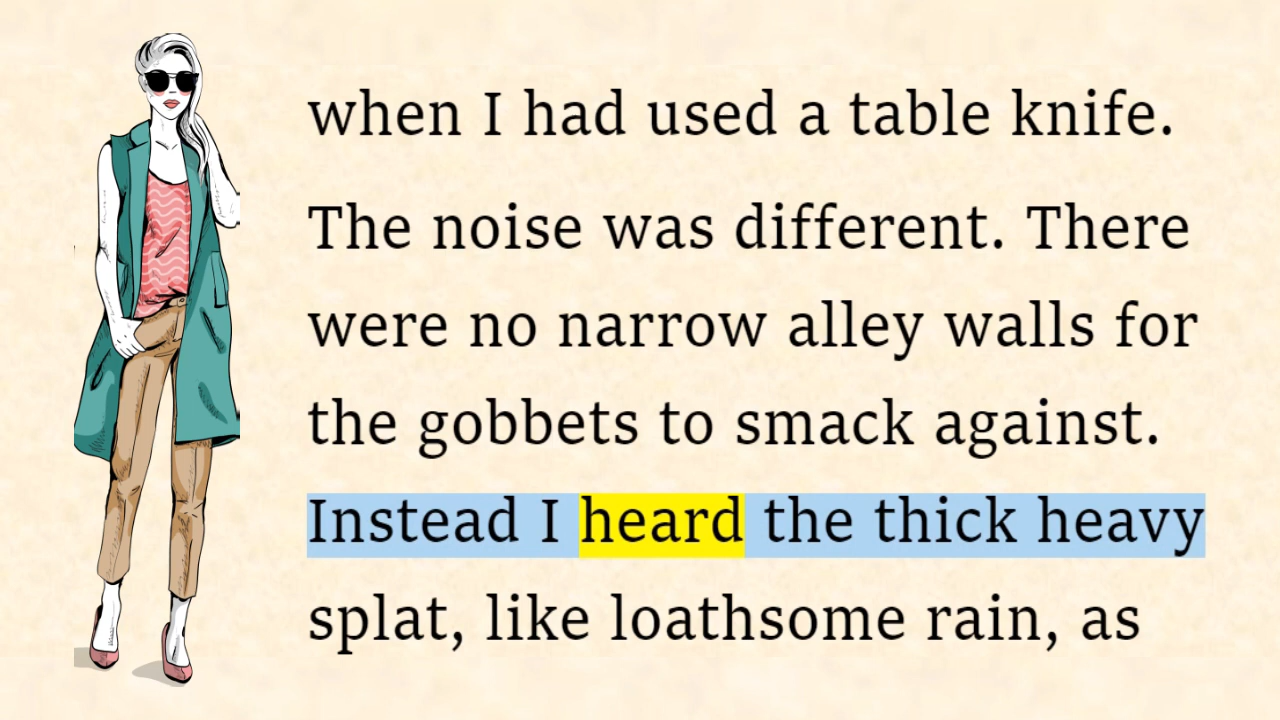 when I had used a table knife.
The noise was different. There
were no narrow alley walls for
the gobbets to smack against.
Instead I heard the thick heavy
splat, like loathsome rain, as